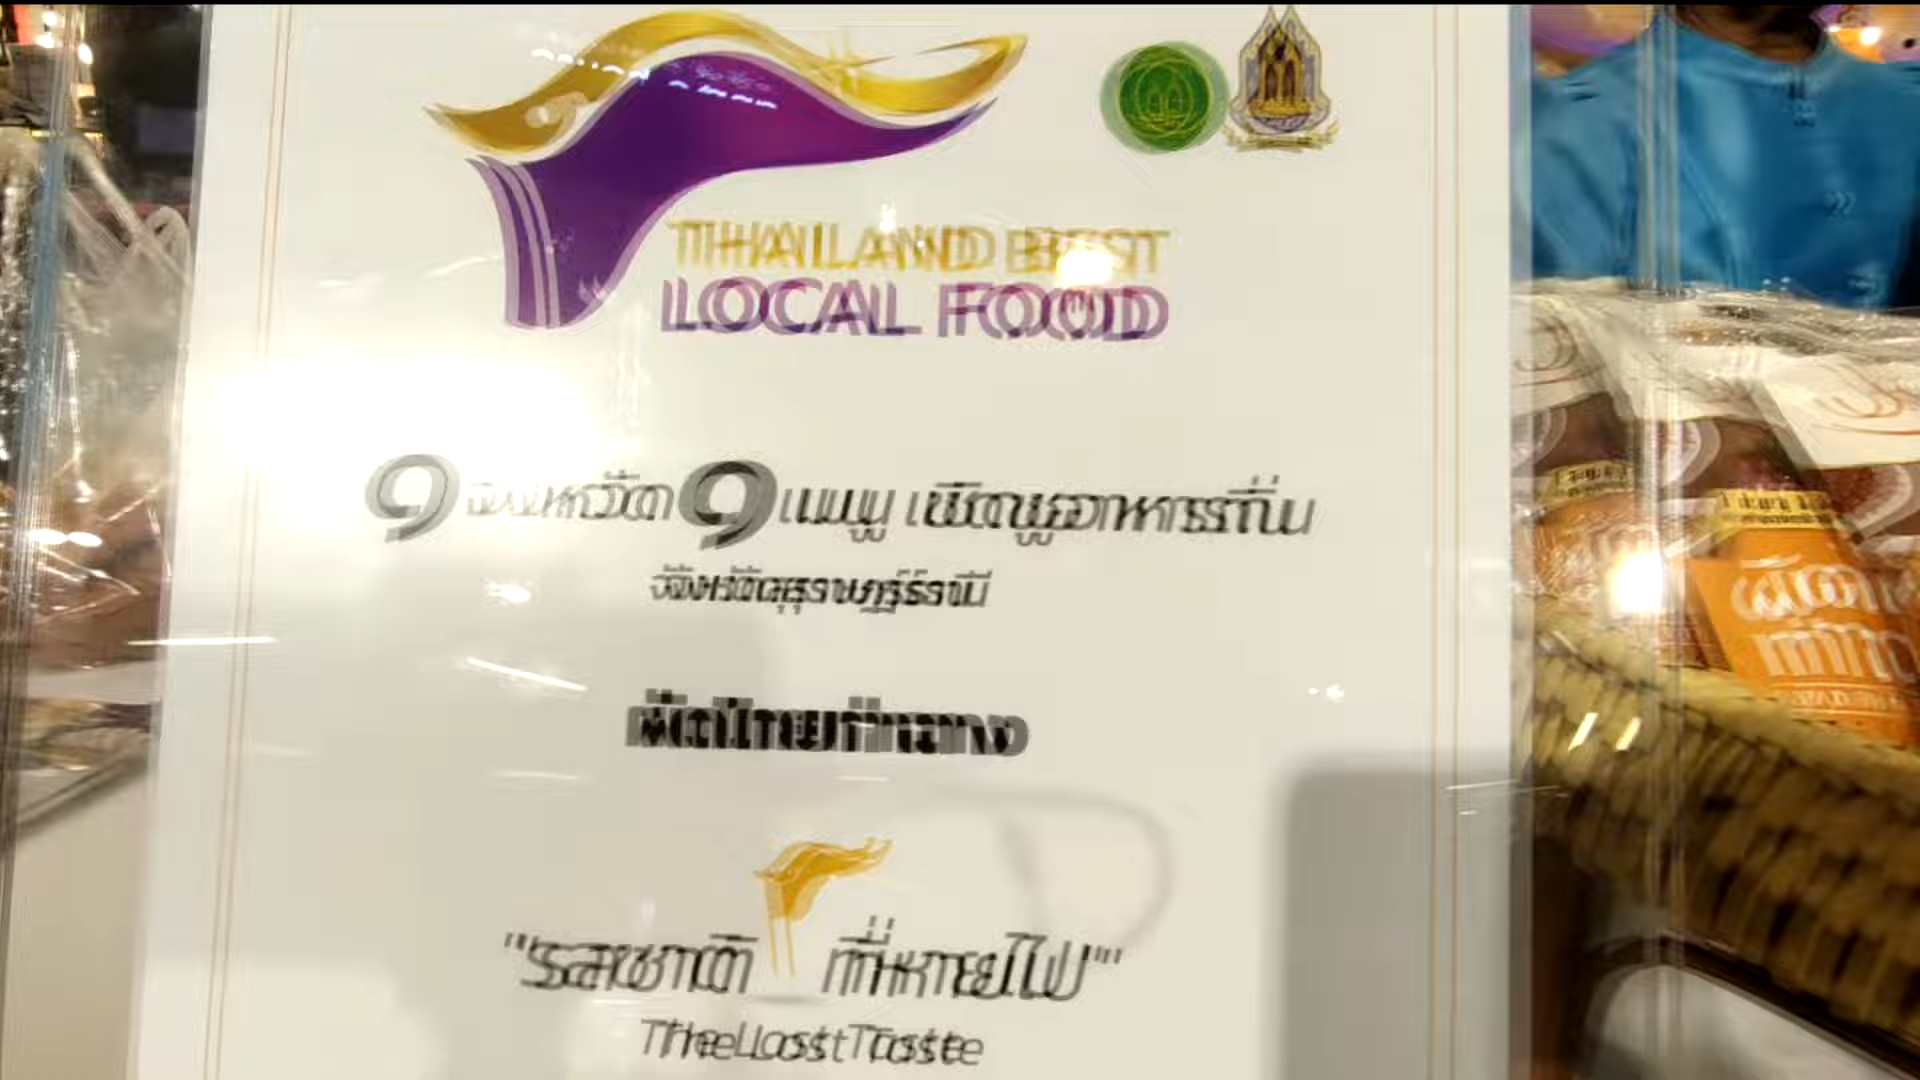 THAILAND BEST
LOCAL FOOD
๑ จังหวัด ๑ เมนู เชิดชูอาหารถิ่น
จังหวัดสุราษฎร์ธานี
ผัดไทยท่าฉาง
"รสชาติ ที่หายไป"
The Lost Taste